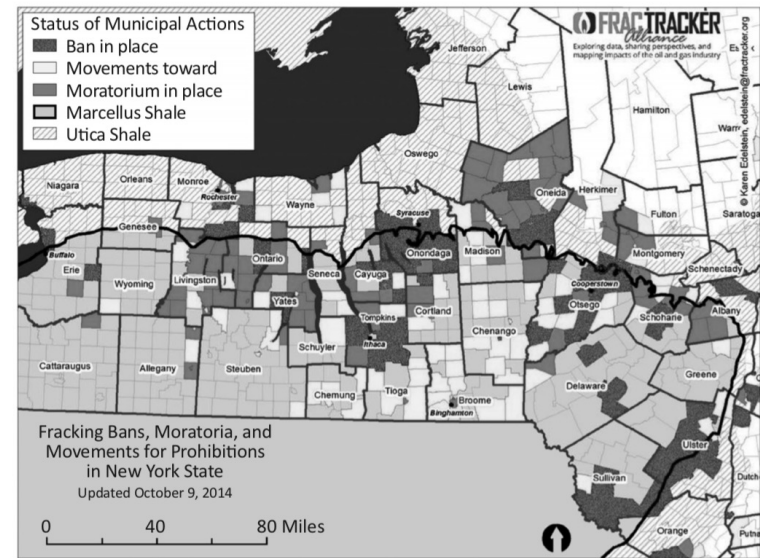 Status of Municipal Actions
Ban in place
Movements toward
Moratorium in place
Marcellus Shale
Utica Shale
FRACTRACKER
Alliance
Exploring data, sharing perspectives, and
mapping impacts of the oil and gas industry
© Karen Edelstein, edelstein@fractracker.org
Jefferson
Lewis
Hamilton
Oswego
Oneida
Herkimer
Fulton
Saratoga
Niagara
Orleans
Monroe
Rochester
Wayne
Syracuse
Genesee
Onondaga
Madison
Montgomery
Schenectady
Buffalo
Erie
Wyoming
Livingston
Ontario
Seneca
Cayuga
Yates
Cooperstown
Otsego
Schoharie
Albany
Tompkins
Cortland
Chenango
Ithaca
Schuyler
Cattaraugus
Allegany
Steuben
Chemung
Tioga
Broome
Binghamton
Delaware
Greene
Ulster
Sullivan
Dutch
Orange
Putna
Fracking Bans, Moratoria, and
Movements for Prohibitions
in New York State
Updated October 9, 2014
0 40 80 Miles